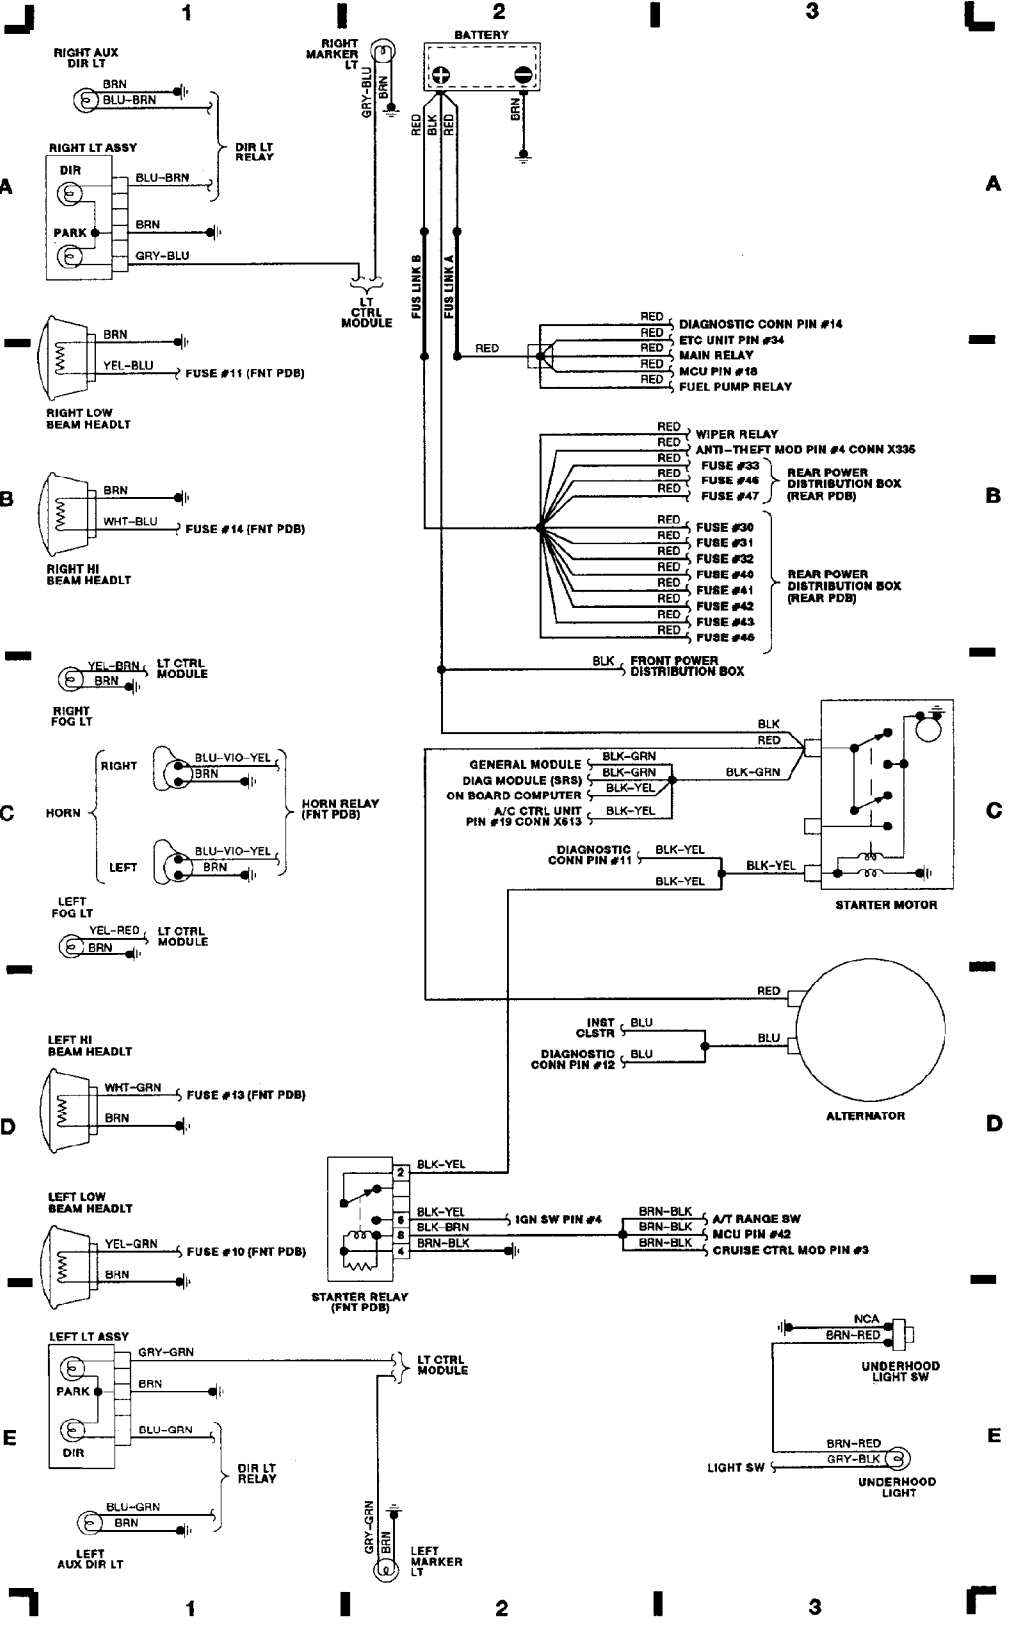 1 2 3
RIGHT AUX
DIR LT
BRN
BLU-BRN
DIR LT
RELAY
RIGHT LT ASSY
DIR
BLU-BRN
PARK
BRN
GRY-BLU
RIGHT
MARKER
LT
GRY-BLU
BRN
LT
CTRL
MODULE
BATTERY
+ −
RED
BLK
RED
BRN
FUS LINK B
FUS LINK A
A
A
RED
RED DIAGNOSTIC CONN PIN #14
RED ETC UNIT PIN #34
RED MAIN RELAY
RED MCU PIN #18
RED FUEL PUMP RELAY
BRN
YEL-BLU FUSE #11 (FNT PDB)
RIGHT LOW
BEAM HEADLT
RED WIPER RELAY
RED ANTI-THEFT MOD PIN #4 CONN X335
RED FUSE #33
RED FUSE #46
RED FUSE #47
REAR POWER
DISTRIBUTION BOX
(REAR PDB)
B
B
BRN
WHT-BLU FUSE #14 (FNT PDB)
RIGHT HI
BEAM HEADLT
RED FUSE #30
RED FUSE #31
RED FUSE #32
RED FUSE #40
RED FUSE #41
RED FUSE #42
RED FUSE #43
RED FUSE #45
REAR POWER
DISTRIBUTION BOX
(REAR PDB)
BLK FRONT POWER
DISTRIBUTION BOX
YEL-BRN LT CTRL
MODULE
BRN
RIGHT
FOG LT
HORN
RIGHT
BLU-VIO-YEL
BRN
HORN RELAY
(FNT PDB)
LEFT
BLU-VIO-YEL
BRN
C
C
BLK
RED
GENERAL MODULE BLK-GRN
DIAG MODULE (SRS) BLK-GRN
BLK-GRN
ON BOARD COMPUTER BLK-YEL
A/C CTRL UNIT
PIN #19 CONN X613 BLK-YEL
DIAGNOSTIC
CONN PIN #11 BLK-YEL
BLK-YEL
BLK-YEL
STARTER MOTOR
LEFT
FOG LT
YEL-RED LT CTRL
MODULE
BRN
RED
INST
CLSTR BLU
BLU
DIAGNOSTIC
CONN PIN #12 BLU
ALTERNATOR
LEFT HI
BEAM HEADLT
WHT-GRN FUSE #13 (FNT PDB)
BRN
D
D
LEFT LOW
BEAM HEADLT
YEL-GRN FUSE #10 (FNT PDB)
BRN
2 BLK-YEL
6 BLK-YEL IGN SW PIN #4
8 BLK-BRN
4 BRN-BLK
BRN-BLK A/T RANGE SW
BRN-BLK MCU PIN #42
BRN-BLK CRUISE CTRL MOD PIN #3
STARTER RELAY
(FNT PDB)
NCA
BRN-RED
UNDERHOOD
LIGHT SW
LEFT LT ASSY
GRY-GRN
LT CTRL
MODULE
PARK
BRN
BLU-GRN
DIR
E
E
DIR LT
RELAY
BLU-GRN
BRN
LEFT
AUX DIR LT
GRY-GRN
BRN
LEFT
MARKER
LT
BRN-RED
LIGHT SW GRY-BLK
UNDERHOOD
LIGHT
1 2 3